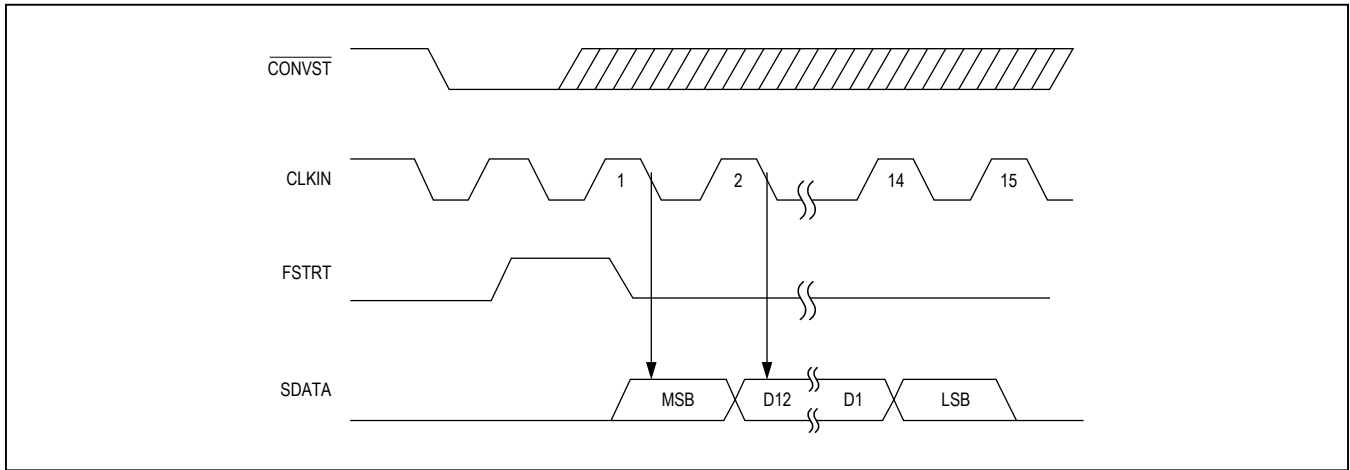 CONVST
CLKIN 1 2 14 15
FSTRT
SDATA MSB D12 D1 LSB